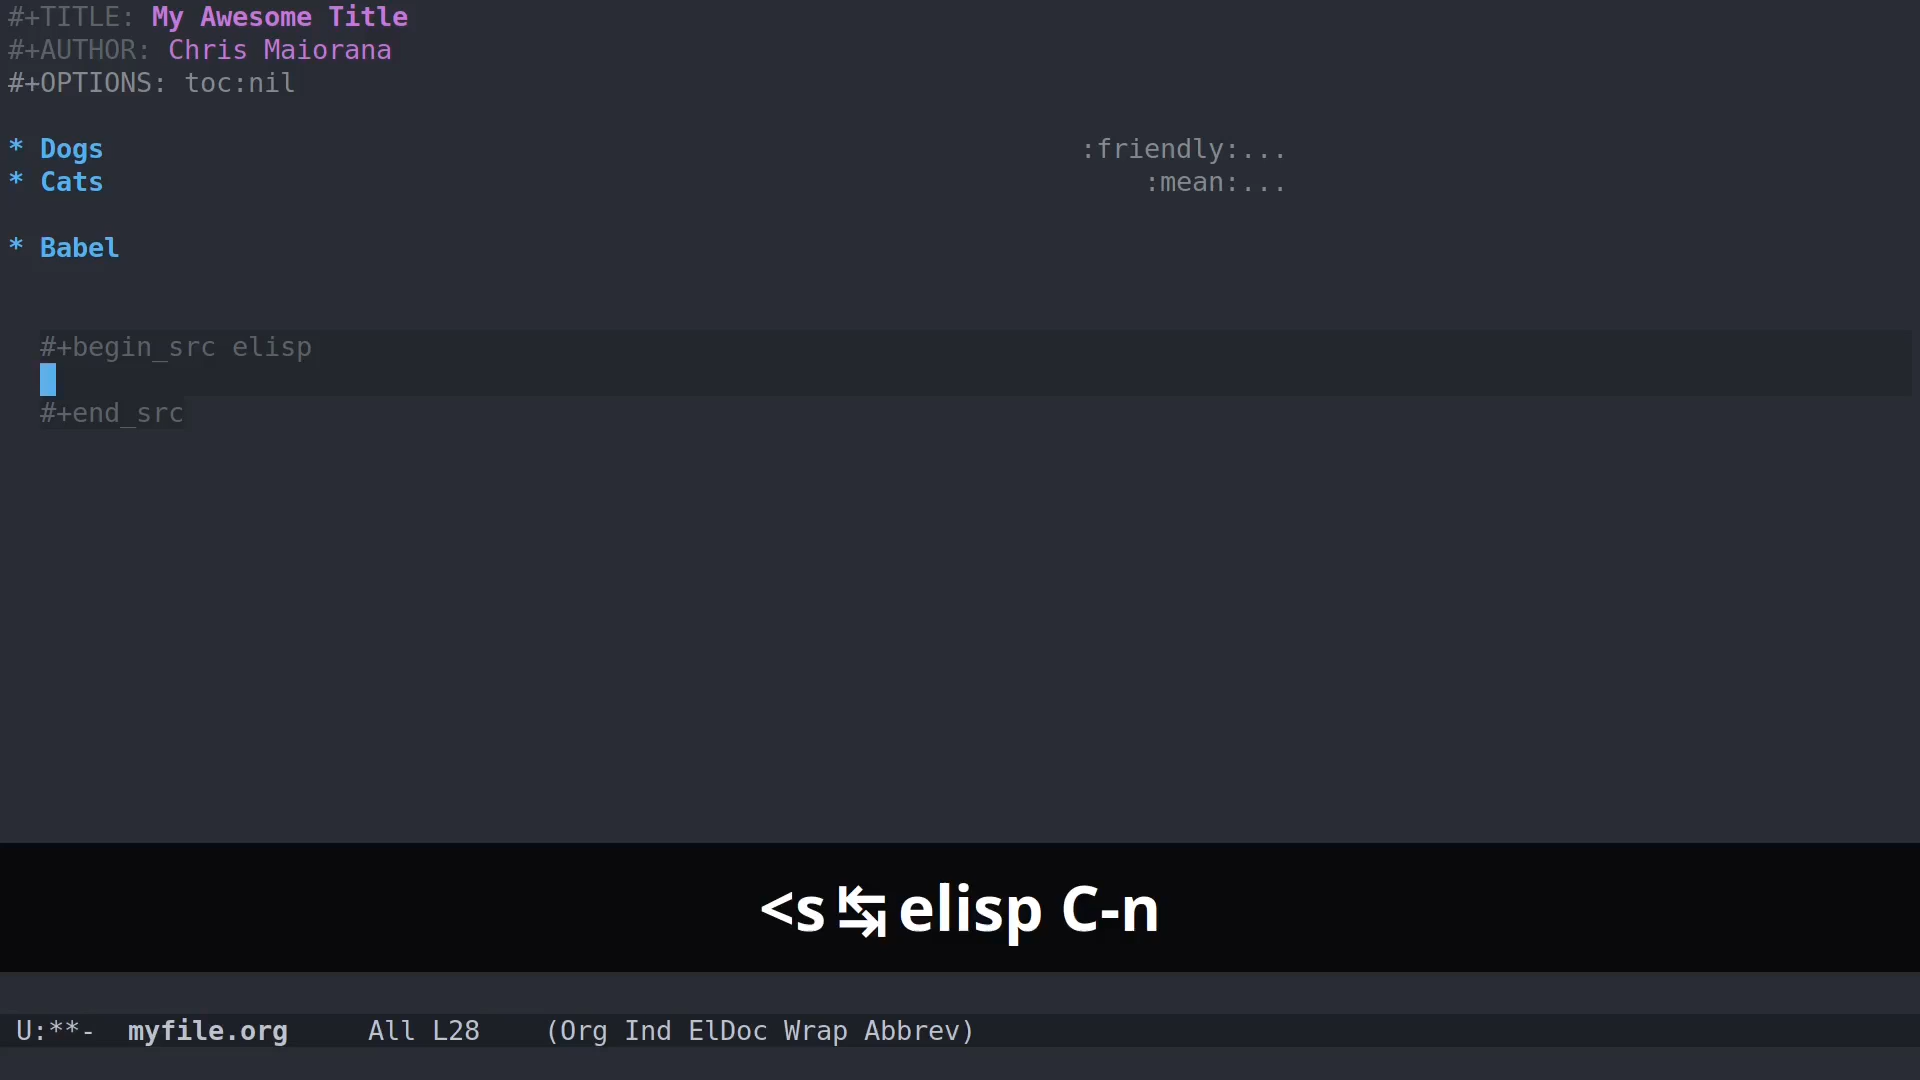 #+TITLE: My Awesome Title
#+AUTHOR: Chris Maiorana
#+OPTIONS: toc:nil
* Dogs :friendly:...
* Cats :mean:...
* Babel
#+begin_src elisp
#+end_src
<s ↹ elisp C-n
U:**- myfile.org All L28 (Org Ind ElDoc Wrap Abbrev)